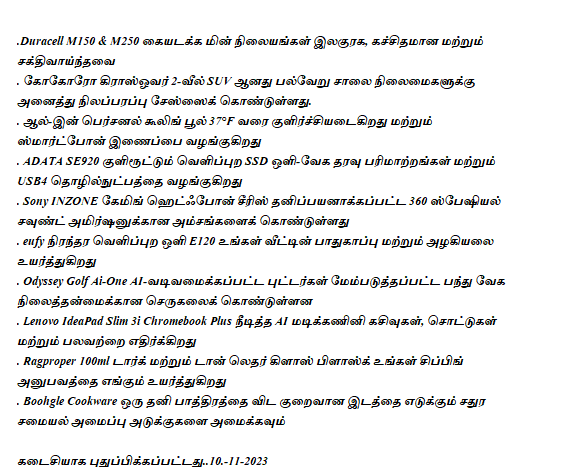 .Duracell M150 & M250 கையடக்க மின் நிலையங்கள் இலகுரக, கச்சிதமான மற்றும்
சக்திவாய்ந்தவை
. கோகோரோ கிராஸ்ஓவர் 2-வீல் SUV ஆனது பல்வேறு சாலை நிலைமைகளுக்கு
அனைத்து நிலப்பரப்பு சேஸ்ஸைக் கொண்டுள்ளது.
. ஆல்-இன் பெர்சனல் கூலிங் பூல் 37°F வரை குளிர்ச்சியடைகிறது மற்றும்
ஸ்மார்ட்போன் இணைப்பை வழங்குகிறது
. ADATA SE920 குளிரூட்டும் வெளிப்புற SSD ஒளி-வேக தரவு பரிமாற்றங்கள் மற்றும்
USB4 தொழில்நுட்பத்தை வழங்குகிறது
. Sony INZONE கேமிங் ஹெட்ஃபோன் சீரிஸ் தனிப்பயனாக்கப்பட்ட 360 ஸ்பேஷியல்
சவுண்ட் அமிர்ஷனுக்கான அம்சங்களைக் கொண்டுள்ளது
. eufy நிரந்தர வெளிப்புற ஒளி E120 உங்கள் வீட்டின் பாதுகாப்பு மற்றும் அழகியலை
உயர்த்துகிறது
. Odyssey Golf Ai-One AI-வடிவமைக்கப்பட்ட புட்டர்கள் மேம்படுத்தப்பட்ட பந்து வேக
நிலைத்தன்மைக்கான செருகலைக் கொண்டுள்ளன
. Lenovo IdeaPad Slim 3i Chromebook Plus நீடித்த AI மடிக்கணினி கசிவுகள், சொட்டுகள்
மற்றும் பலவற்றை எதிர்க்கிறது
. Ragproper 100ml டார்க் மற்றும் டான் லெதர் கிளாஸ் பிளாஸ்க் உங்கள் சிப்பிங்
அனுபவத்தை எங்கும் உயர்த்துகிறது
. Boohgle Cookware ஒரு தனி பாத்திரத்தை விட குறைவான இடத்தை எடுக்கும் சதுர
சமையல் அமைப்பு அடுக்குகளை அமைக்கவும்
கடைசியாக புதுப்பிக்கப்பட்டது..10.-11-2023